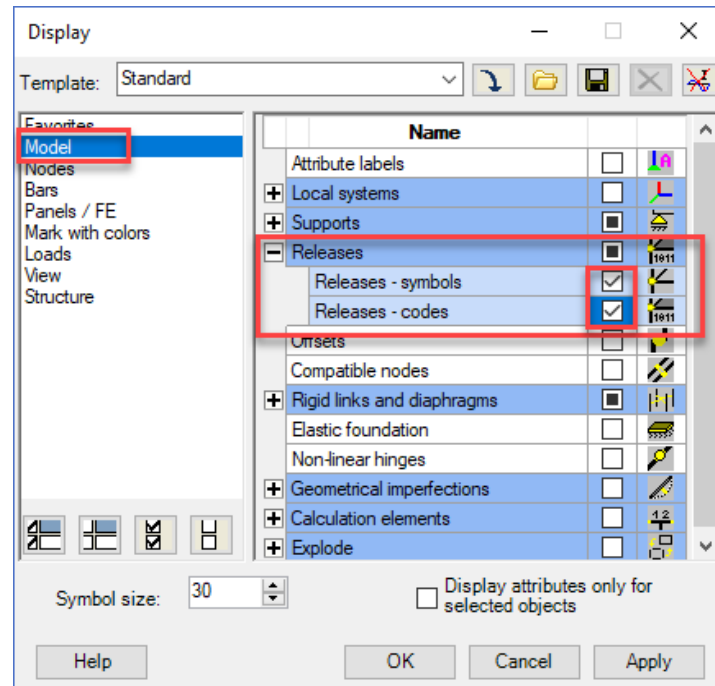 Display
Template: Standard
Favorites
Model
Nodes
Bars
Panels / FE
Mark with colors
Loads
View
Structure
Name
Attribute labels
Local systems
Supports
Releases
Releases - symbols
Releases - codes
Offsets
Compatible nodes
Rigid links and diaphragms
Elastic foundation
Non-linear hinges
Geometrical imperfections
Calculation elements
Explode
Symbol size: 30
Display attributes only for
selected objects
Help OK Cancel Apply